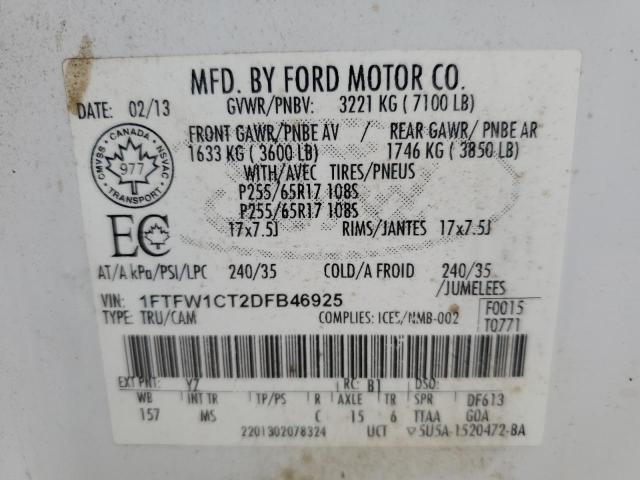 MFD. BY FORD MOTOR CO.
DATE: 02/13 GVWR/PNBV: 3221 KG ( 7100 LB)
FRONT GAWR/PNBE AV / REAR GAWR/ PNBE AR
1633 KG ( 3600 LB) 1746 KG ( 3850 LB)
CMVSS - CANADA - NSVAC
977
TRANSPORT
WITH/AVEC TIRES/PNEUS
P255/65R17 108S
P255/65R17 108S
17x7.5J RIMS/JANTES 17x7.5J
EC
AT/A kPa/PSI/LPC 240/35 COLD/A FROID 240/35
/JUMELEES
VIN: 1FTFW1CT2DFB46925 F0015
TYPE: TRU/CAM COMPLIES: ICES/NMB-002 T0771
EXT PNT: YZ RC: B1 DSO:
WB INT TR TP/PS R AXLE TR SPR DF613
157 MS C 15 6 TTAA GOA
2201302078324 UCT 5U5A-1520472-BA